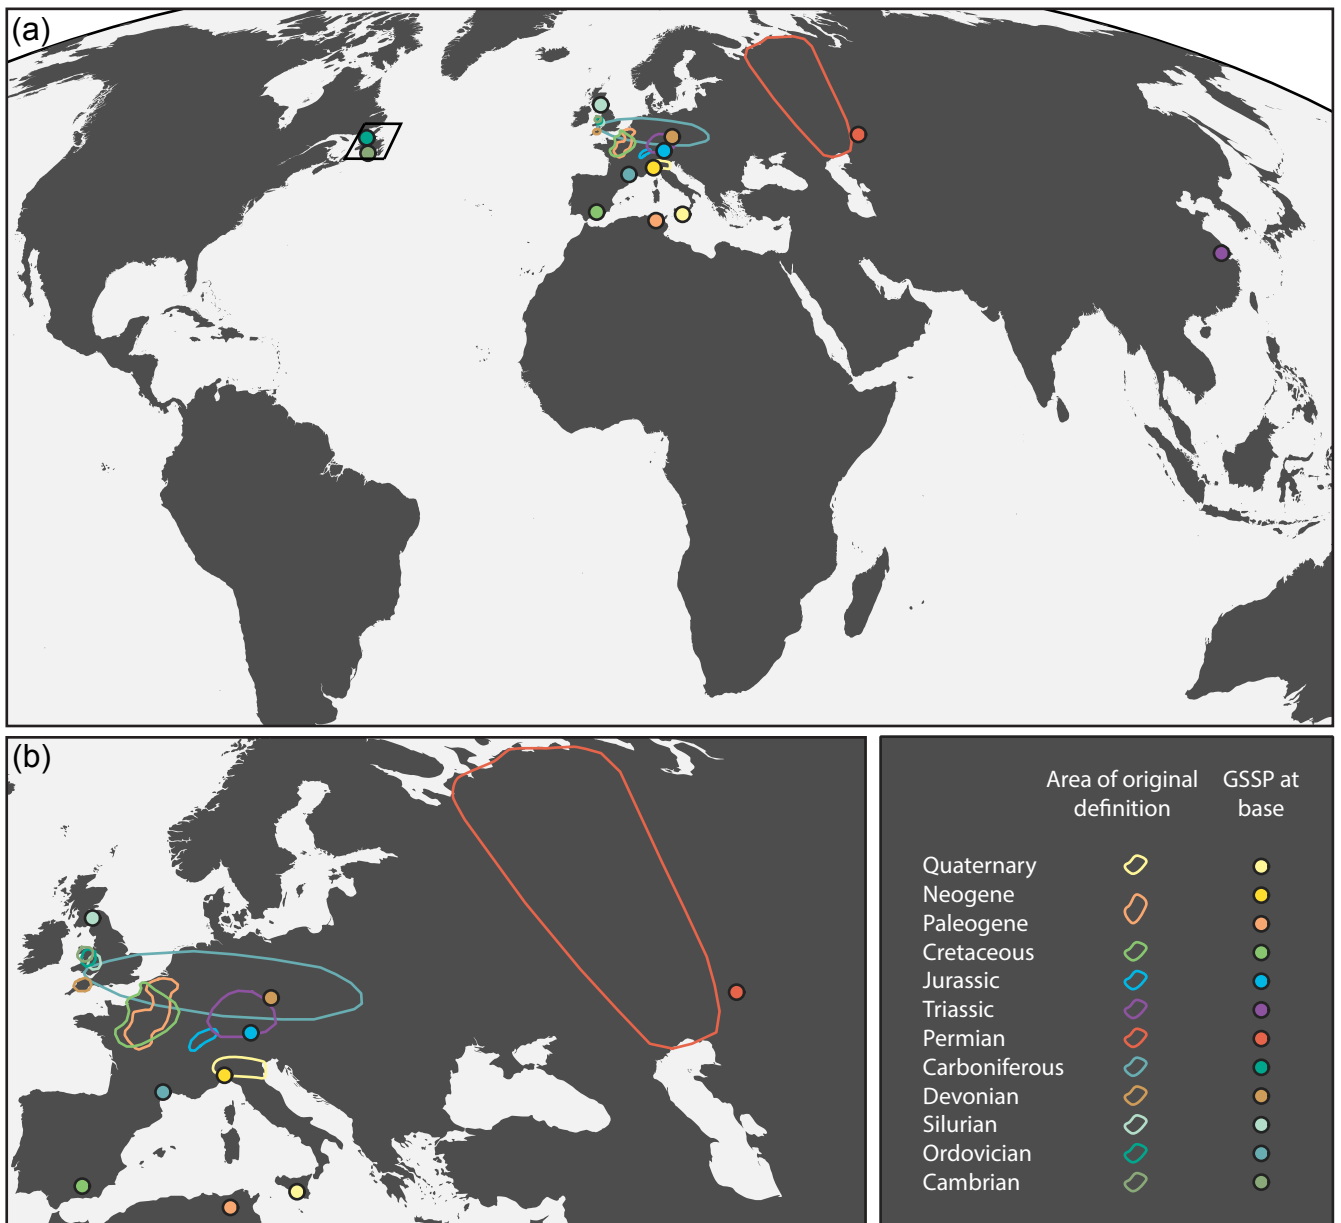 (a)
(b)
Area of original definition
GSSP at base
Quaternary
Neogene
Paleogene
Cretaceous
Jurassic
Triassic
Permian
Carboniferous
Devonian
Silurian
Ordovician
Cambrian